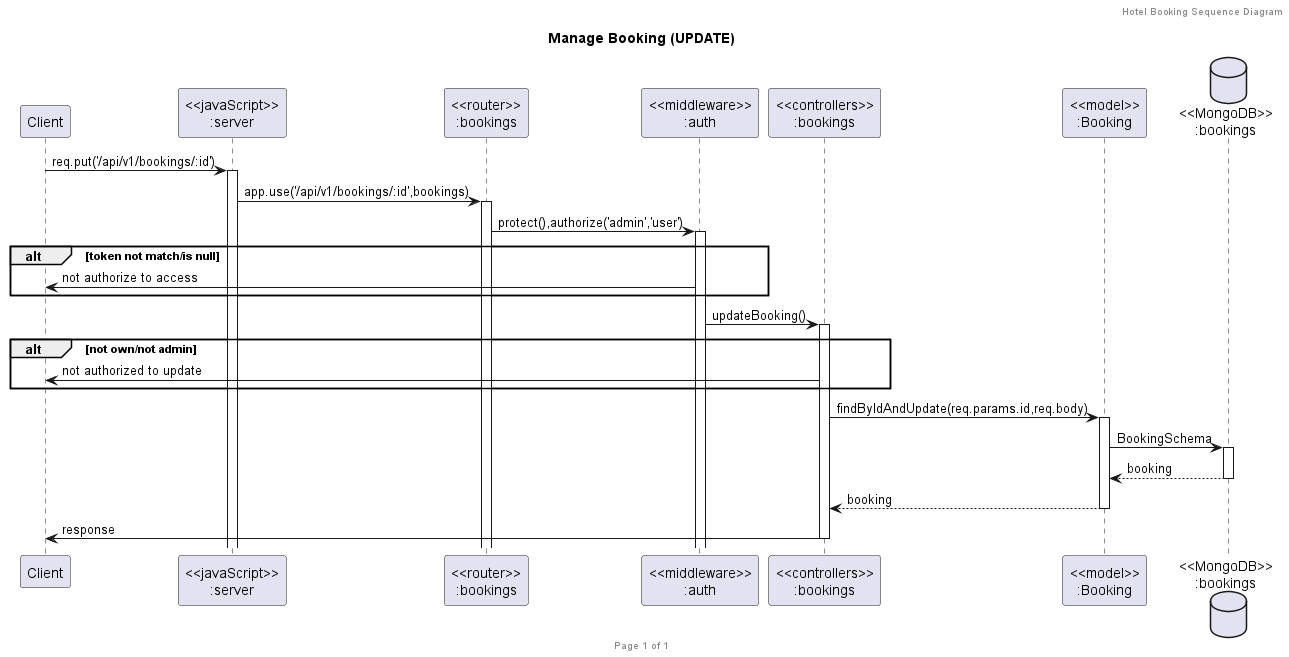 Hotel Booking Sequence Diagram
Manage Booking (UPDATE)
Client
<<javaScript>>
:server
<<router>>
:bookings
<<middleware>>
:auth
<<controllers>>
:bookings
<<model>>
:Booking
<<MongoDB>>
:bookings
req.put('/api/v1/bookings/:id')
app.use('/api/v1/bookings/:id',bookings)
protect(),authorize('admin','user')
alt [token not match/is null]
not authorize to access
updateBooking()
alt [not own/not admin]
not authorized to update
findByIdAndUpdate(req.params.id,req.body)
BookingSchema
booking
booking
response
Client
<<javaScript>>
:server
<<router>>
:bookings
<<middleware>>
:auth
<<controllers>>
:bookings
<<model>>
:Booking
<<MongoDB>>
:bookings
Page 1 of 1